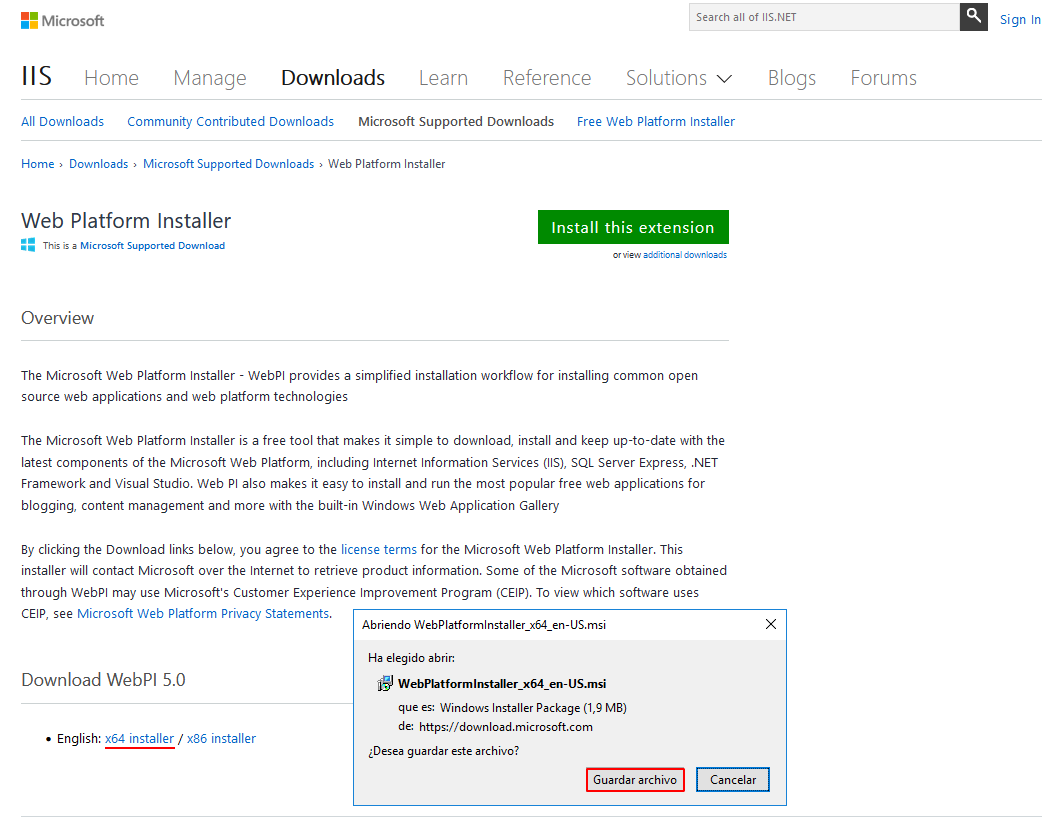 Microsoft
Search all of IIS.NET
Sign In
IIS Home Manage Downloads Learn Reference Solutions Blogs Forums
All Downloads Community Contributed Downloads Microsoft Supported Downloads Free Web Platform Installer
Home › Downloads › Microsoft Supported Downloads › Web Platform Installer
Web Platform Installer
This is a Microsoft Supported Download
Install this extension
or view additional downloads
Overview
The Microsoft Web Platform Installer - WebPI provides a simplified installation workflow for installing common open
source web applications and web platform technologies
The Microsoft Web Platform Installer is a free tool that makes it simple to download, install and keep up-to-date with the
latest components of the Microsoft Web Platform, including Internet Information Services (IIS), SQL Server Express, .NET
Framework and Visual Studio. Web PI also makes it easy to install and run the most popular free web applications for
blogging, content management and more with the built-in Windows Web Application Gallery
By clicking the Download links below, you agree to the license terms for the Microsoft Web Platform Installer. This
installer will contact Microsoft over the Internet to retrieve product information. Some of the Microsoft software obtained
through WebPI may use Microsoft's Customer Experience Improvement Program (CEIP). To view which software uses
CEIP, see Microsoft Web Platform Privacy Statements.
Download WebPI 5.0
• English: x64 installer / x86 installer
Abriendo WebPlatformInstaller_x64_en-US.msi
Ha elegido abrir:
WebPlatformInstaller_x64_en-US.msi
que es: Windows Installer Package (1,9 MB)
de: https://download.microsoft.com
¿Desea guardar este archivo?
Guardar archivo Cancelar